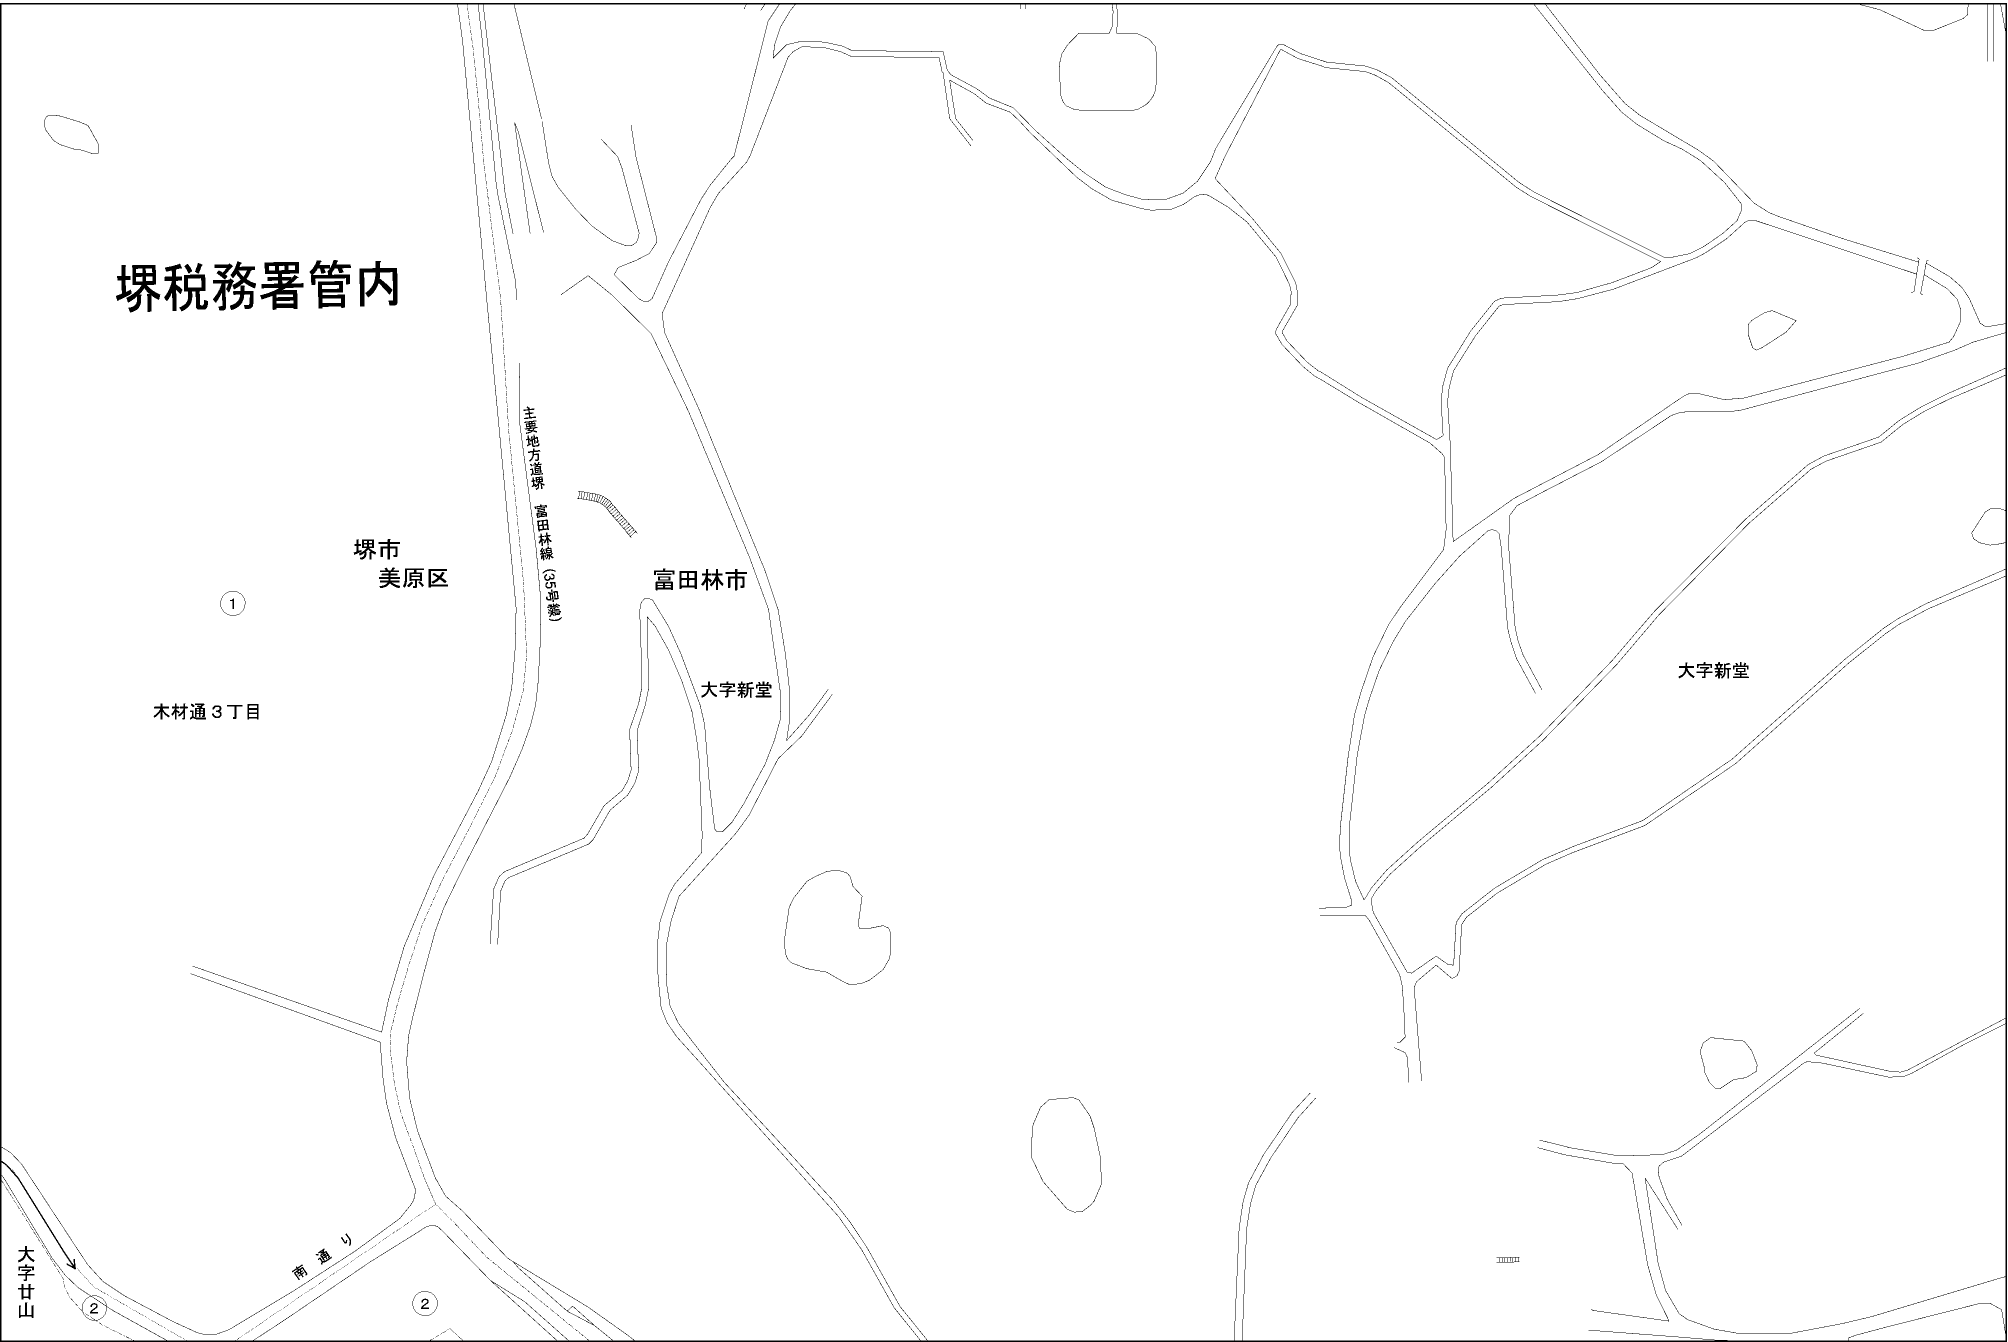 堺税務署管内
主要地方道堺 富田林線 (35号線)
堺市
美原区
富田林市
1
大字新堂
大字新堂
木材通3丁目
南通り
大字廿山
2
2